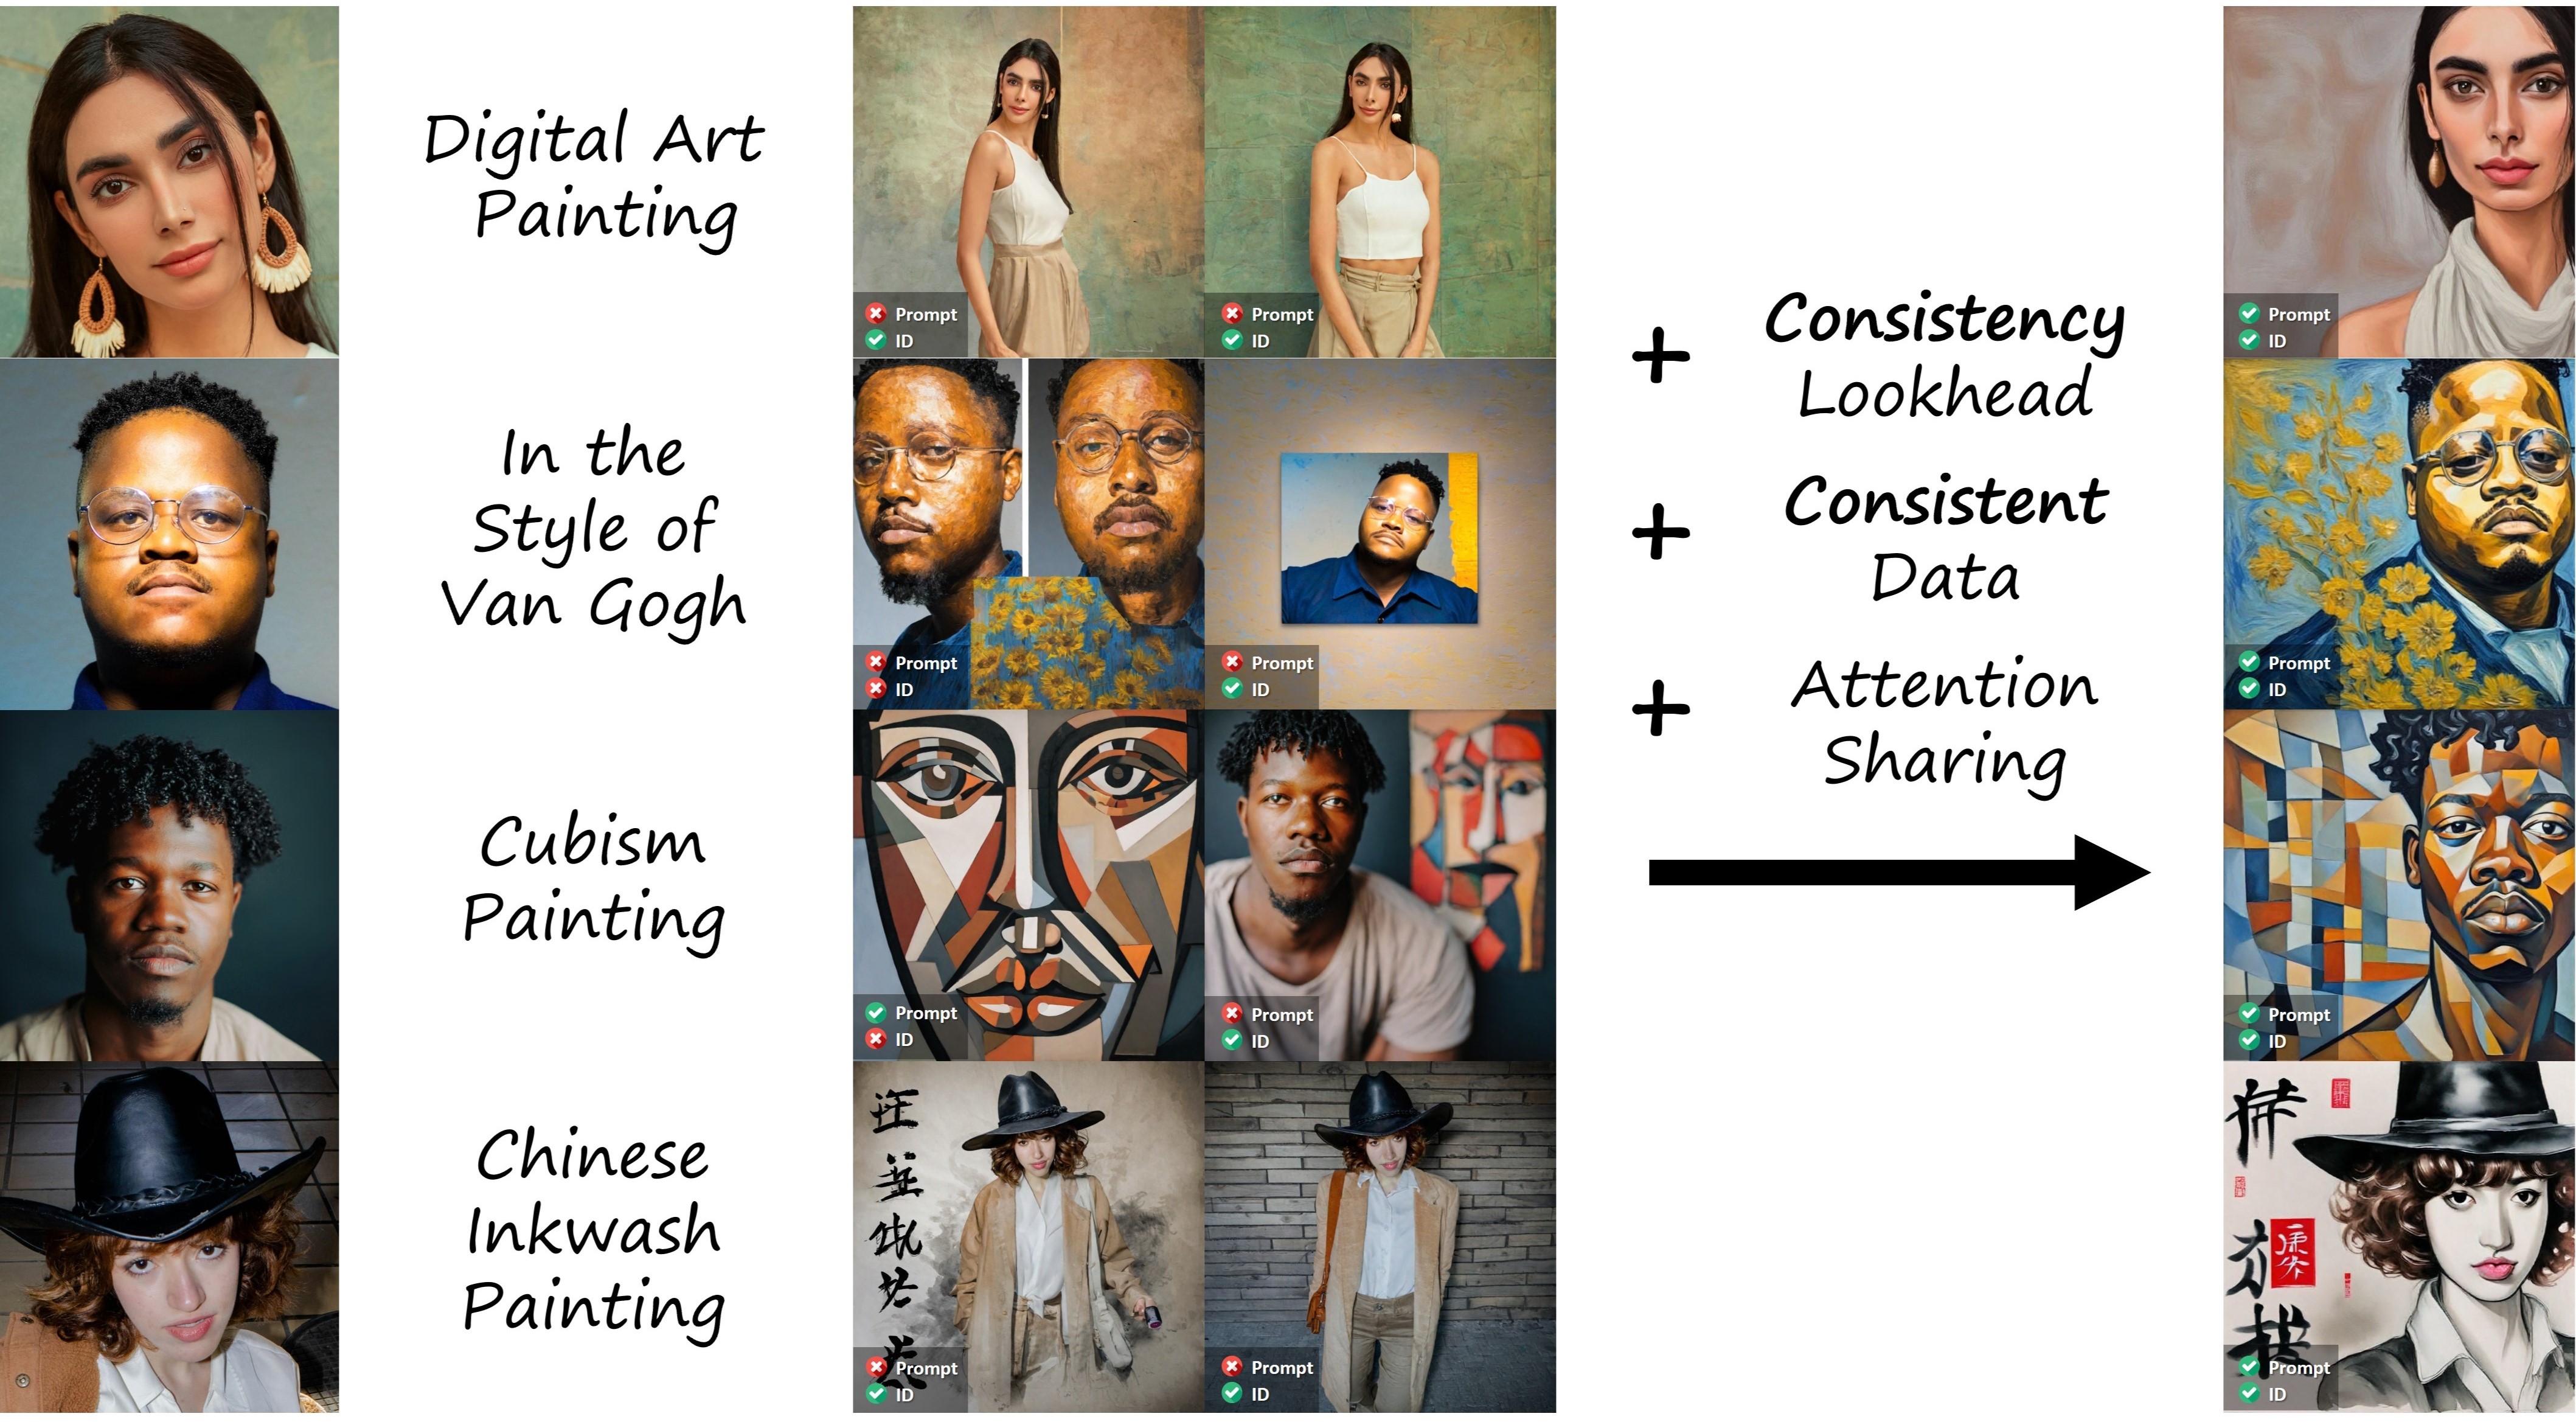 Digital Art
Painting
Prompt
ID
Prompt
ID
Prompt
ID
In the
Style of
Van Gogh
Prompt
ID
Prompt
ID
Prompt
ID
Cubism
Painting
Prompt
ID
Prompt
ID
Prompt
ID
Chinese
Inkwash
Painting
Prompt
ID
Prompt
ID
Prompt
ID
+ Consistency
Lookhead
+ Consistent
Data
+ Attention
Sharing